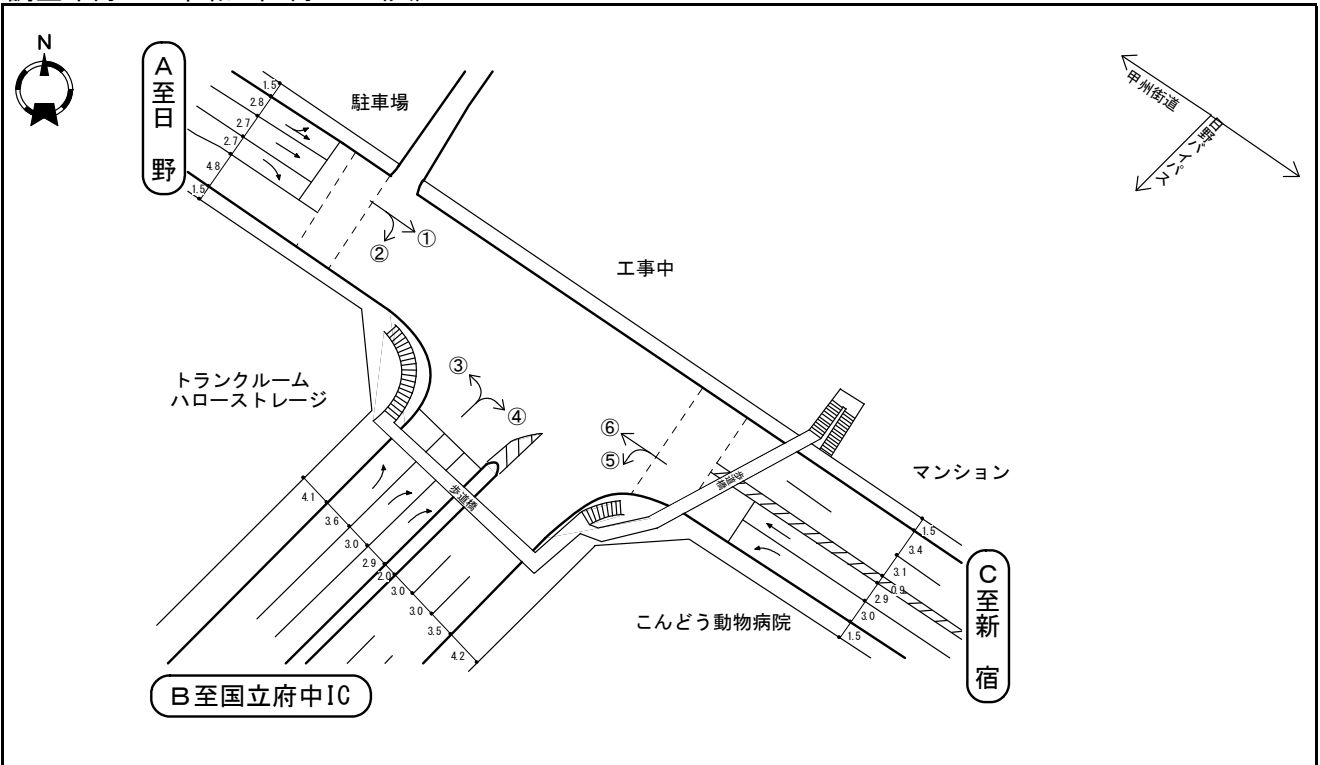 N
A至日 野
駐車場
甲州街道
日野バイパス
1.5
2.8
2.7
2.7
4.8
1.5
①
②
工事中
トランクルーム
ハローストレージ
③
④
⑥
⑤
歩道橋
歩道橋
マンション
4.1
3.6
3.0
2.9
2.0
3.0
3.0
3.5
4.2
1.5
3.4
3.1
0.9
2.9
3.0
1.5
こんどう動物病院
C至新 宿
B至国立府中IC